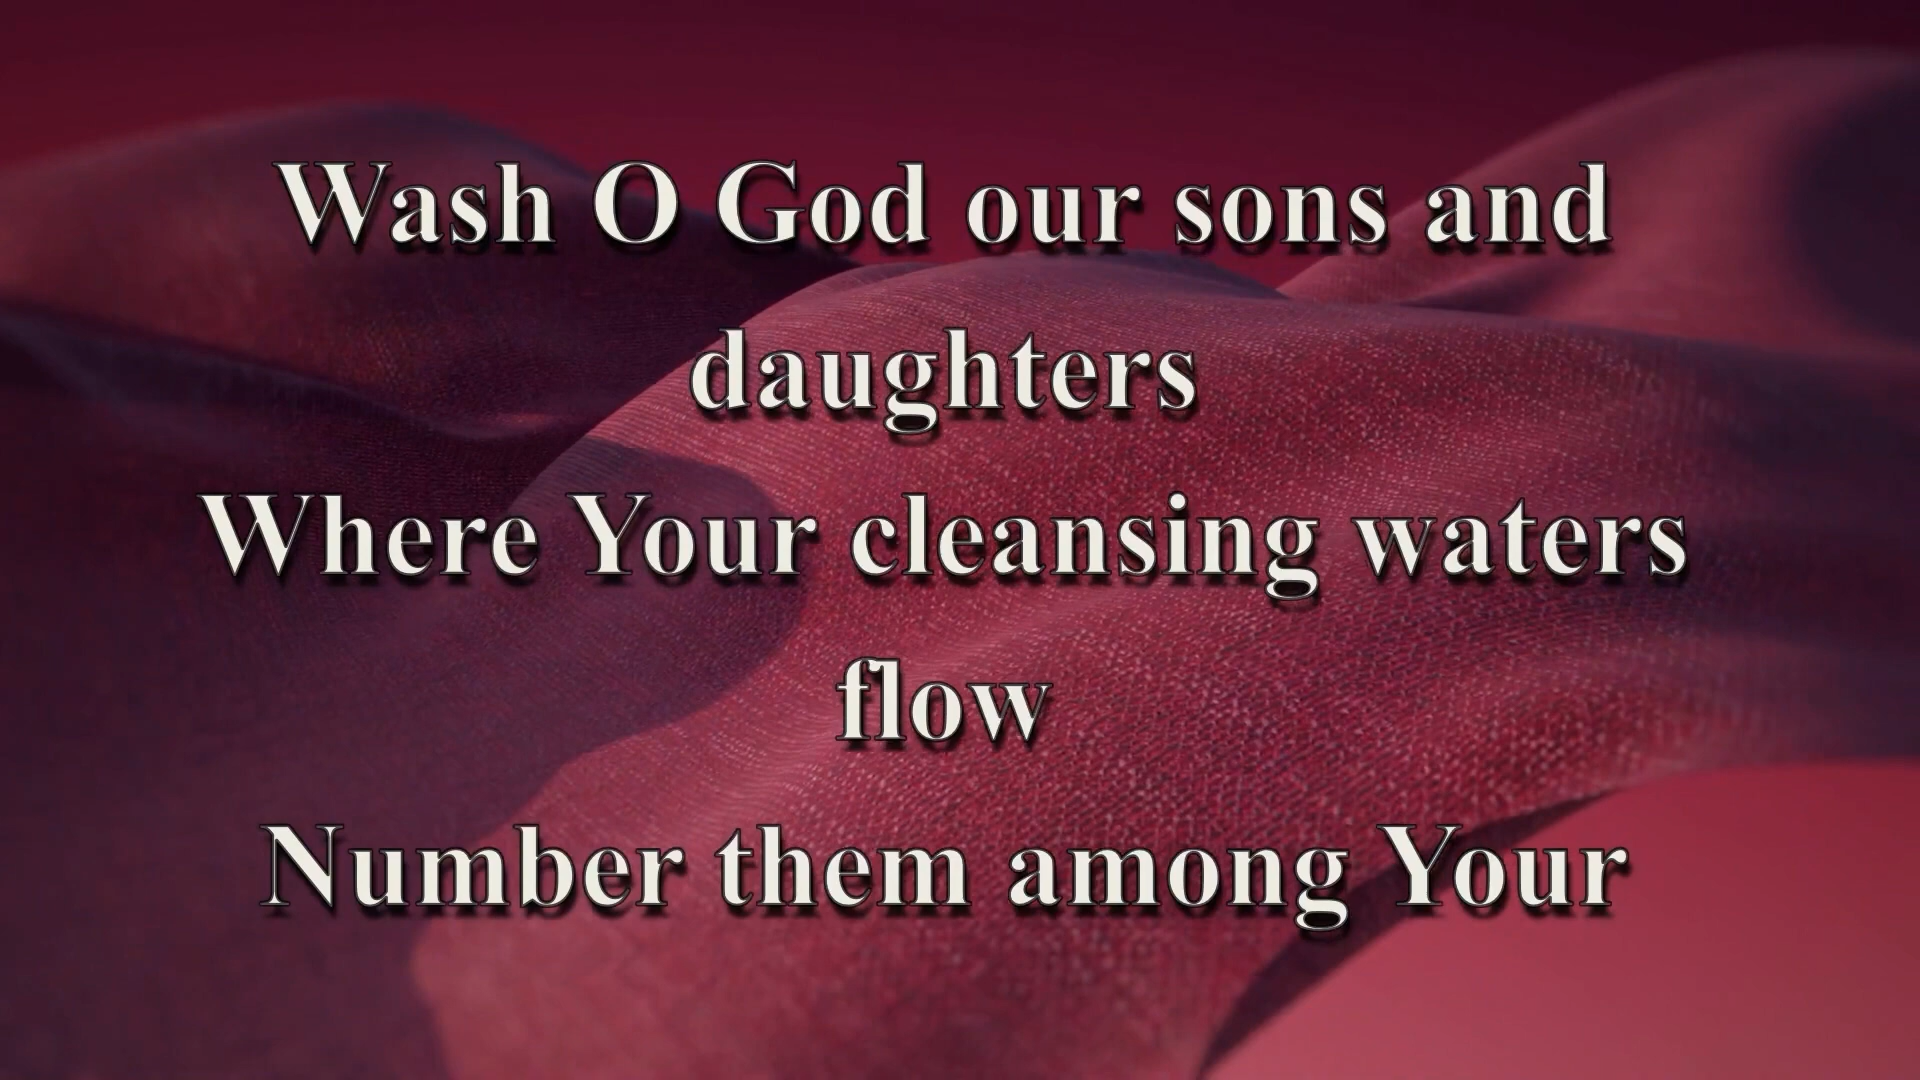 Wash O God our sons and
daughters
Where Your cleansing waters
flow
Number them among Your